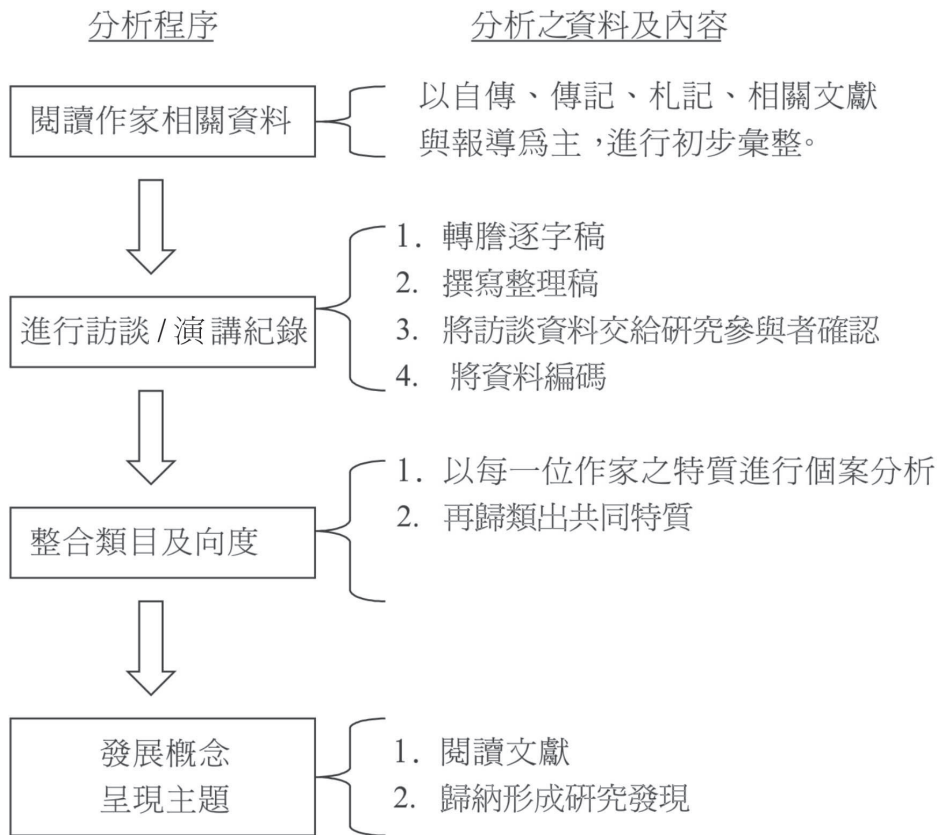 分析程序
分析之資料及內容
閱讀作家相關資料
以自傳、傳記、札記、相關文獻
與報導爲主，進行初步彙整。
進行訪談 / 演講紀錄
1. 轉謄逐字稿
2. 撰寫整理稿
3. 將訪談資料交給研究參與者確認
4. 將資料編碼
整合類目及向度
1. 以每一位作家之特質進行個案分析
2. 再歸類出共同特質
發展概念
呈現主題
1. 閱讀文獻
2. 歸納形成研究發現